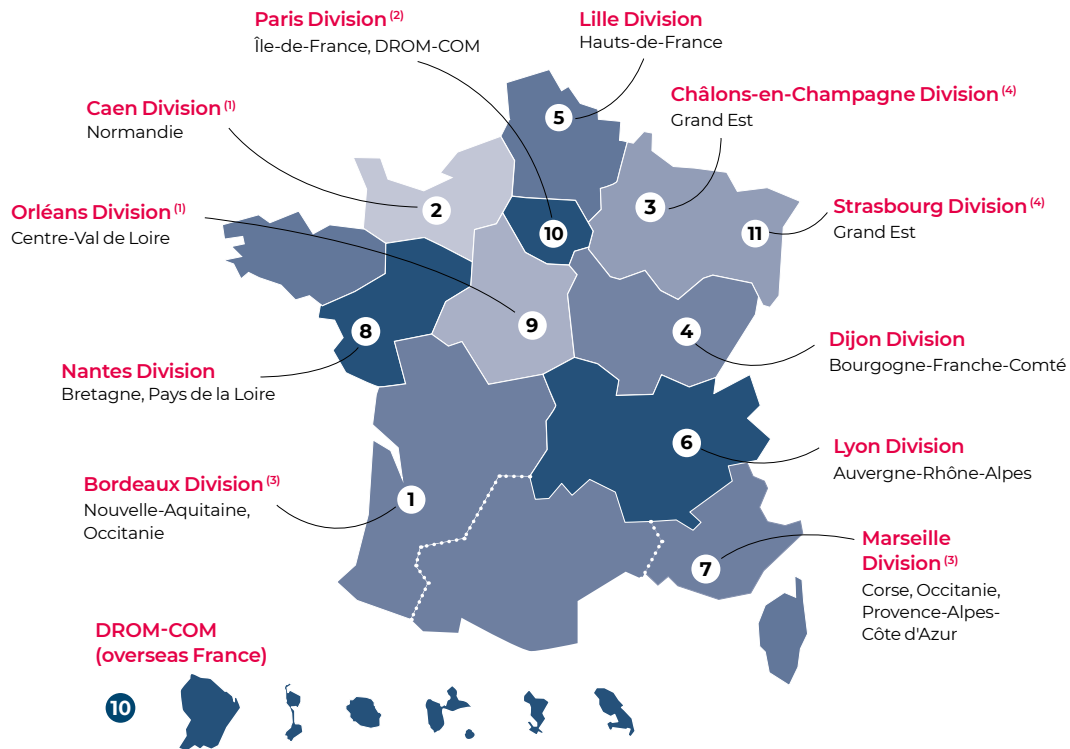 Paris Division (2)
Île-de-France, DROM-COM
Lille Division
Hauts-de-France
Caen Division (1)
Normandie
Châlons-en-Champagne Division (4)
Grand Est
Orléans Division (1)
Centre-Val de Loire
Strasbourg Division (4)
Grand Est
5
2
3
10
11
9
8
4
Nantes Division
Bretagne, Pays de la Loire
Dijon Division
Bourgogne-Franche-Comté
6
Lyon Division
Auvergne-Rhône-Alpes
Bordeaux Division (3)
Nouvelle-Aquitaine,
Occitanie
1
7
Marseille
Division (3)
Corse, Occitanie,
Provence-Alpes-
Côte d'Azur
DROM-COM
(overseas France)
10